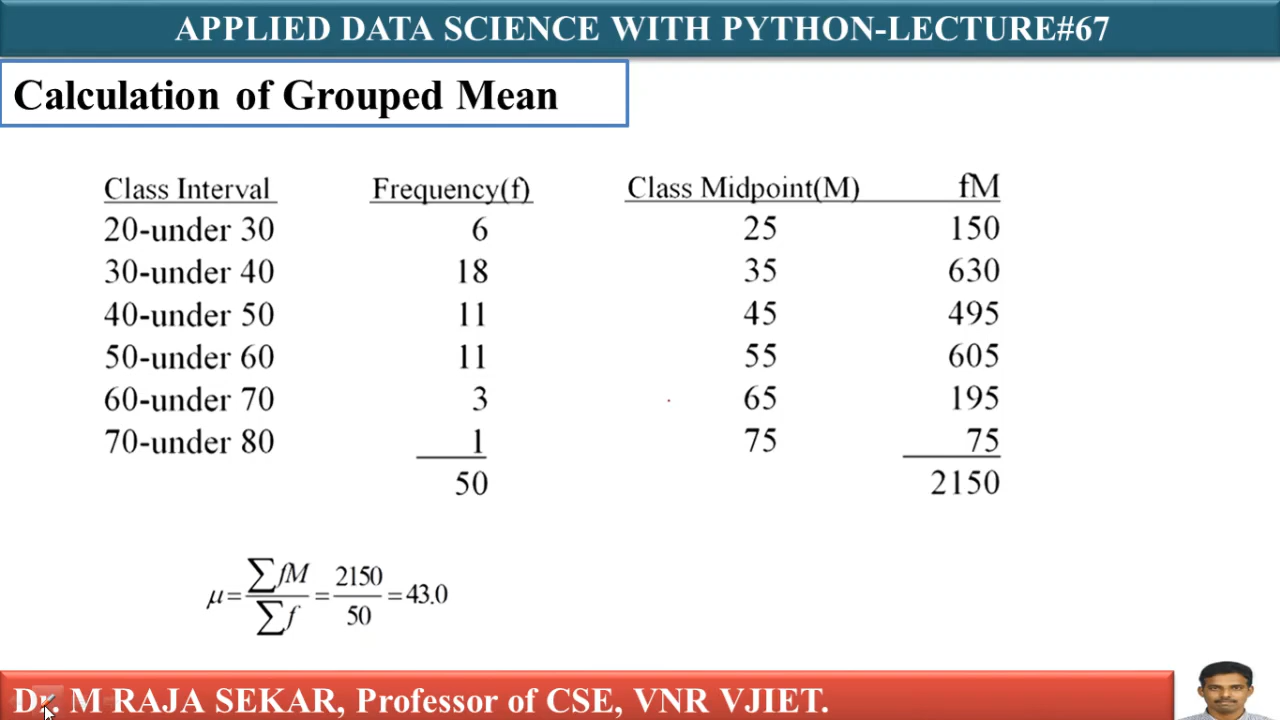 APPLIED DATA SCIENCE WITH PYTHON-LECTURE#67
Calculation of Grouped Mean
Class Interval Frequency(f) Class Midpoint(M) fM
20-under 30 6 25 150
30-under 40 18 35 630
40-under 50 11 45 495
50-under 60 11 55 605
60-under 70 3 65 195
70-under 80 1 75 75
50 2150
μ = ∑fM / ∑f = 2150 / 50 = 43.0
Dr. M RAJA SEKAR, Professor of CSE, VNR VJIET.